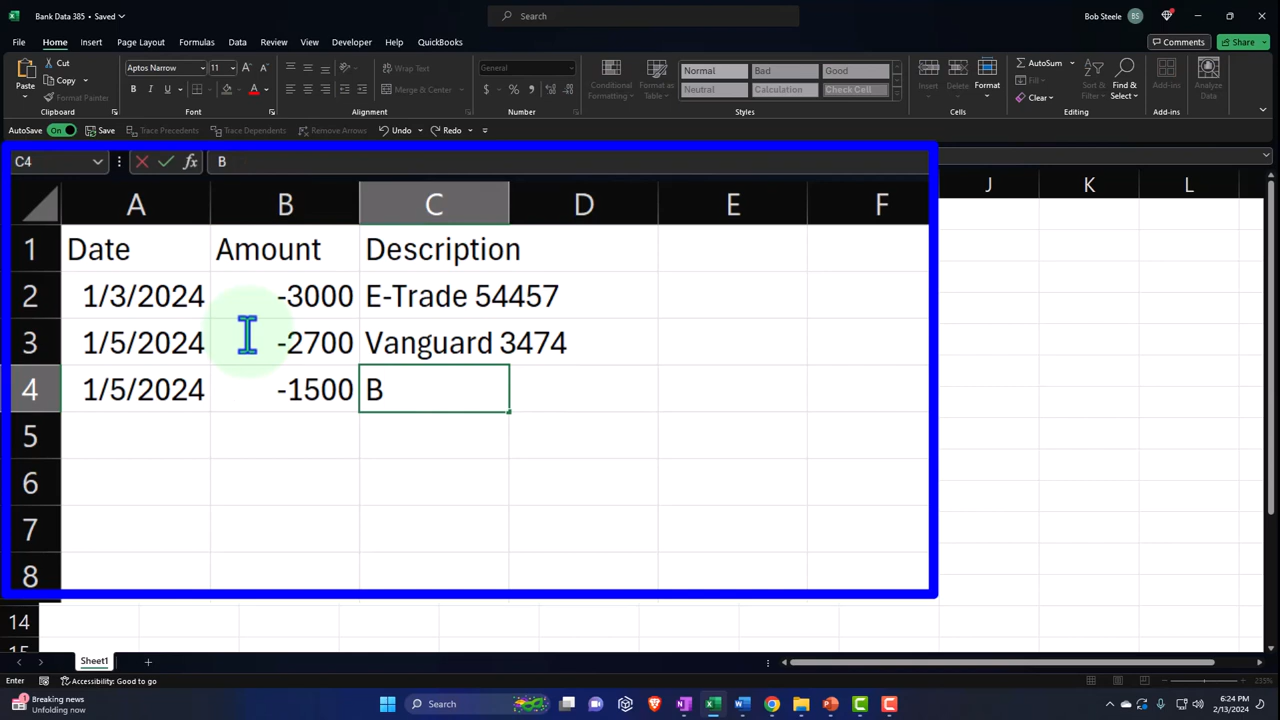 Bank Data 385 • Saved
Search
Bob Steele
BS
File Home Insert Page Layout Formulas Data Review View Developer Help QuickBooks
Comments
Share
Cut
Copy
Format Painter
Paste
Clipboard
Aptos Narrow
11
Font
Wrap Text
Merge & Center
Alignment
General
Number
Conditional Formatting
Format as Table
Normal Bad Good
Neutral Calculation Check Cell
Styles
Insert Delete Format
Cells
AutoSum
Fill
Clear
Sort & Filter
Find & Select
Editing
Add-ins
Add-ins
Analyze Data
AutoSave On Save Trace Precedents Trace Dependents Remove Arrows Undo Redo
C4 fx B
A B C D E F J K L
1 Date Amount Description
2 1/3/2024 -3000 E-Trade 54457
3 1/5/2024 -2700 Vanguard 3474
4 1/5/2024 -1500 B
5
6
7
8
14
15
Sheet1
Enter Accessibility: Good to go
235%
1
Breaking news
Unfolding now
Search
6:24 PM
2/13/2024